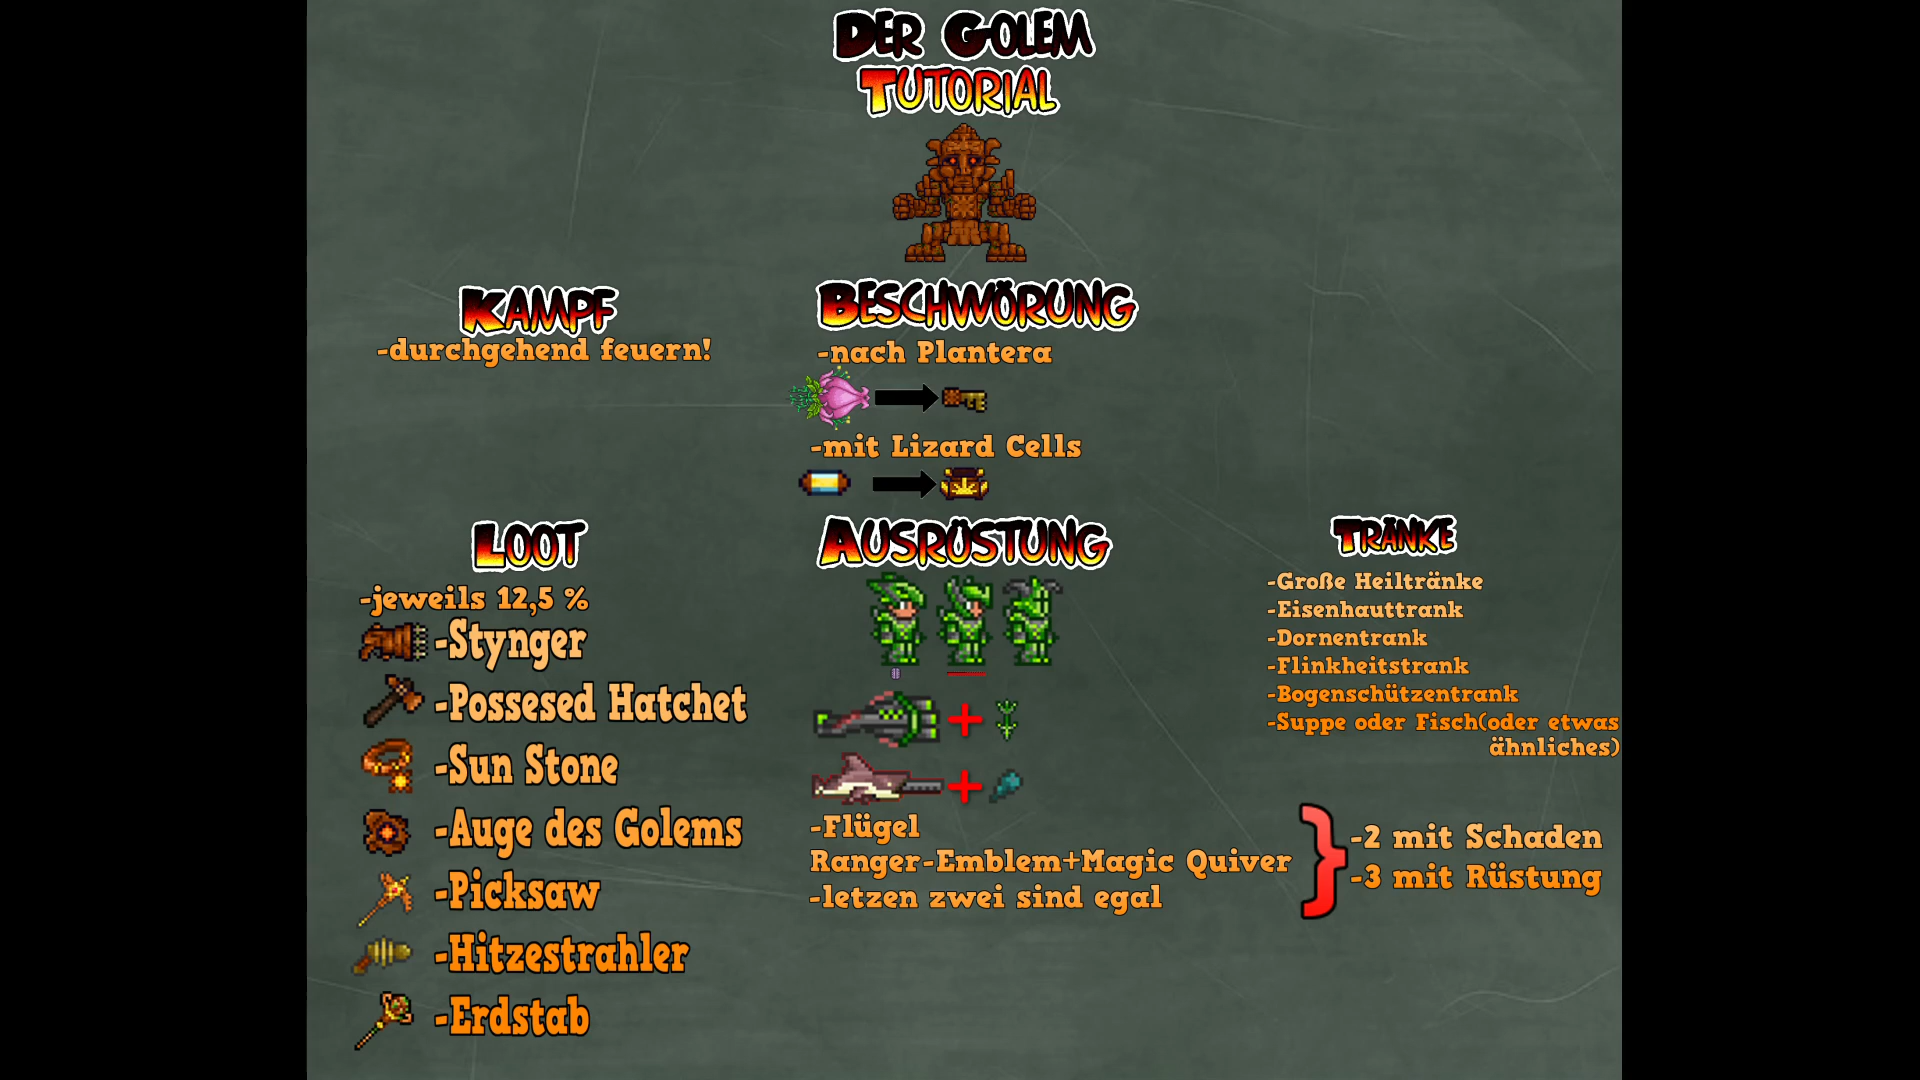 Der Golem
Tutorial
Kampf
-durchgehend feuern!
Beschwörung
-nach Plantera
-mit Lizard Cells
Loot
-jeweils 12,5 %
-Stynger
-Possesed Hatchet
-Sun Stone
-Auge des Golems
-Picksaw
-Hitzestrahler
-Erdstab
Ausrüstung
+
+
-Flügel
Ranger-Emblem+Magic Quiver
-letzen zwei sind egal
}
-2 mit Schaden
-3 mit Rüstung
Tränke
-Große Heiltränke
-Eisenhauttrank
-Dornentrank
-Flinkheitstrank
-Bogenschützentrank
-Suppe oder Fisch(oder etwas
ähnliches)